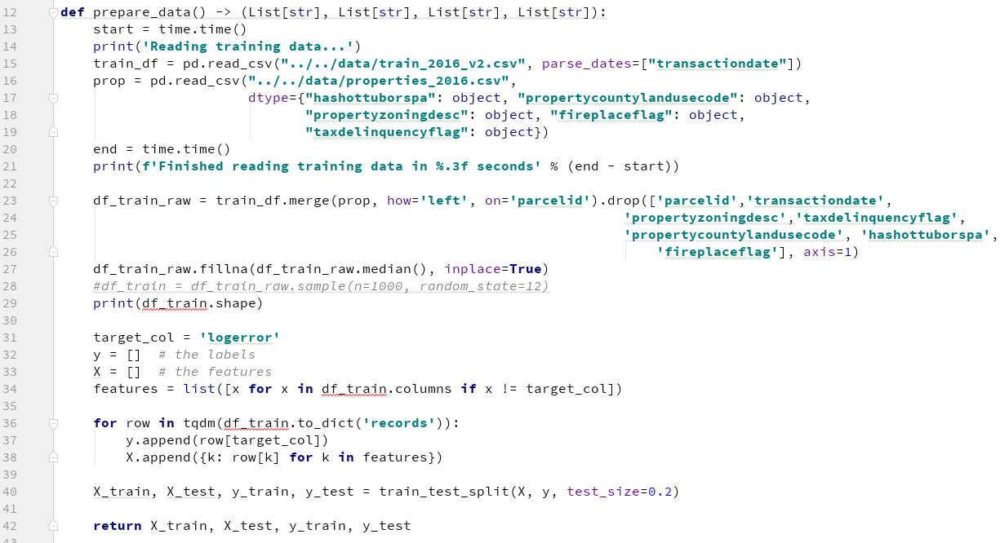 12 def prepare_data() -> (List[str], List[str], List[str], List[str]):
13     start = time.time()
14     print('Reading training data...')
15     train_df = pd.read_csv("../../data/train_2016_v2.csv", parse_dates=["transactiondate"])
16     prop = pd.read_csv("../../data/properties_2016.csv",
17                        dtype={"hashottuborspa": object, "propertycountylandusecode": object,
18                               "propertyzoningdesc": object, "fireplaceflag": object,
19                               "taxdelinquencyflag": object})
20     end = time.time()
21     print(f'Finished reading training data in %.3f seconds' % (end - start))
22
23     df_train_raw = train_df.merge(prop, how='left', on='parcelid').drop(['parcelid','transactiondate',
24                                                                      'propertyzoningdesc','taxdelinquencyflag',
25                                                                      'propertycountylandusecode', 'hashottuborspa',
26                                                                          'fireplaceflag'], axis=1)
27     df_train_raw.fillna(df_train_raw.median(), inplace=True)
28     #df_train = df_train_raw.sample(n=1000, random_state=12)
29     print(df_train.shape)
30
31     target_col = 'logerror'
32     y = []  # the labels
33     X = []  # the features
34     features = list([x for x in df_train.columns if x != target_col])
35
36     for row in tqdm(df_train.to_dict('records')):
37         y.append(row[target_col])
38         X.append({k: row[k] for k in features})
39
40     X_train, X_test, y_train, y_test = train_test_split(X, y, test_size=0.2)
41
42     return X_train, X_test, y_train, y_test